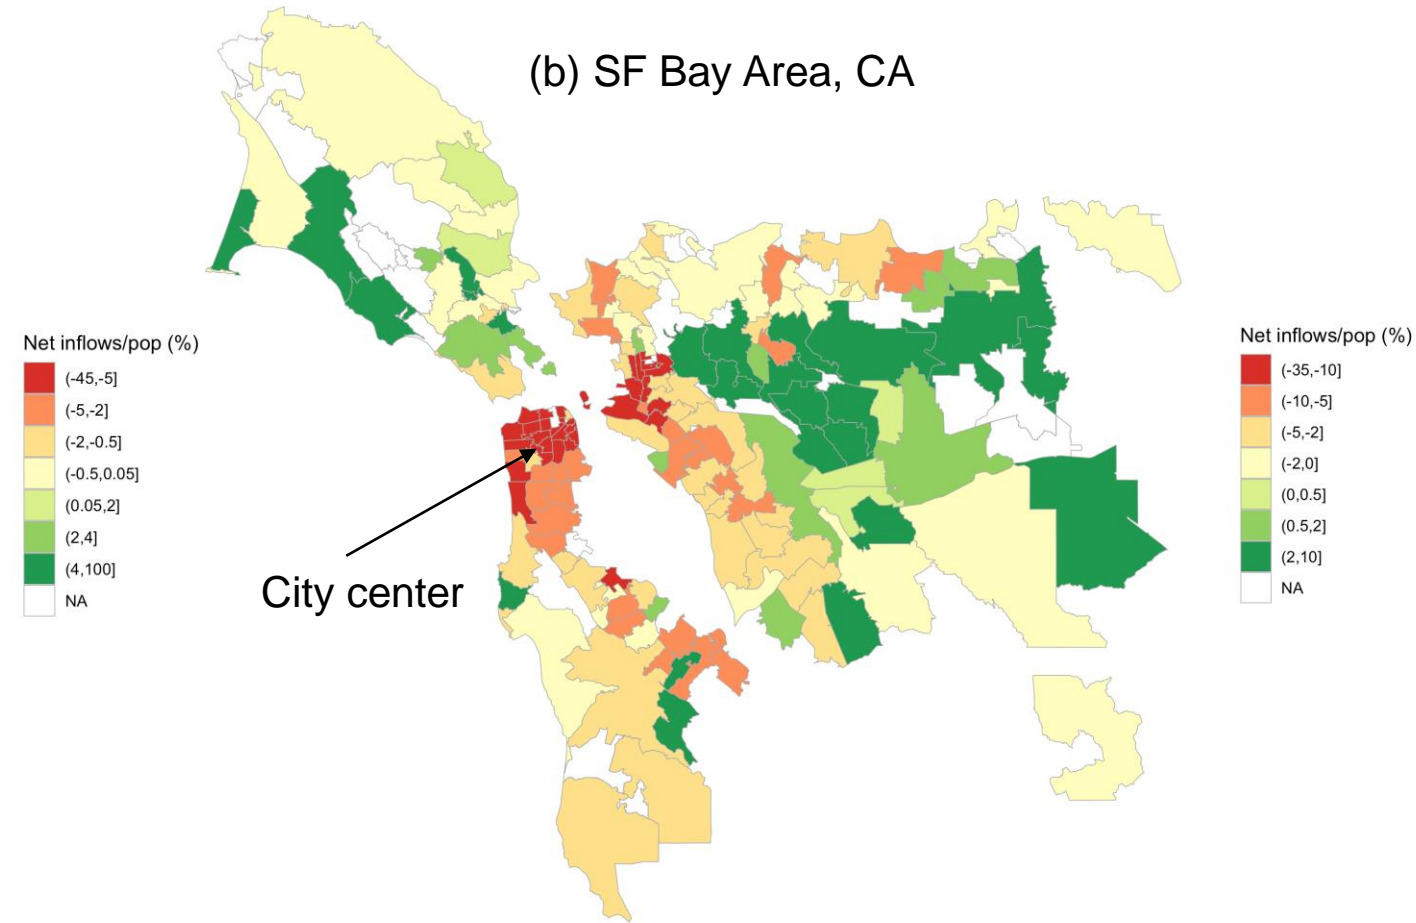 (b) SF Bay Area, CA
Net inflows/pop (%)
(-45,-5]
(-5,-2]
(-2,-0.5]
(-0.5,0.05]
(0.05,2]
(2,4]
(4,100]
NA
City center
Net inflows/pop (%)
(-35,-10]
(-10,-5]
(-5,-2]
(-2,0]
(0,0.5]
(0.5,2]
(2,10]
NA